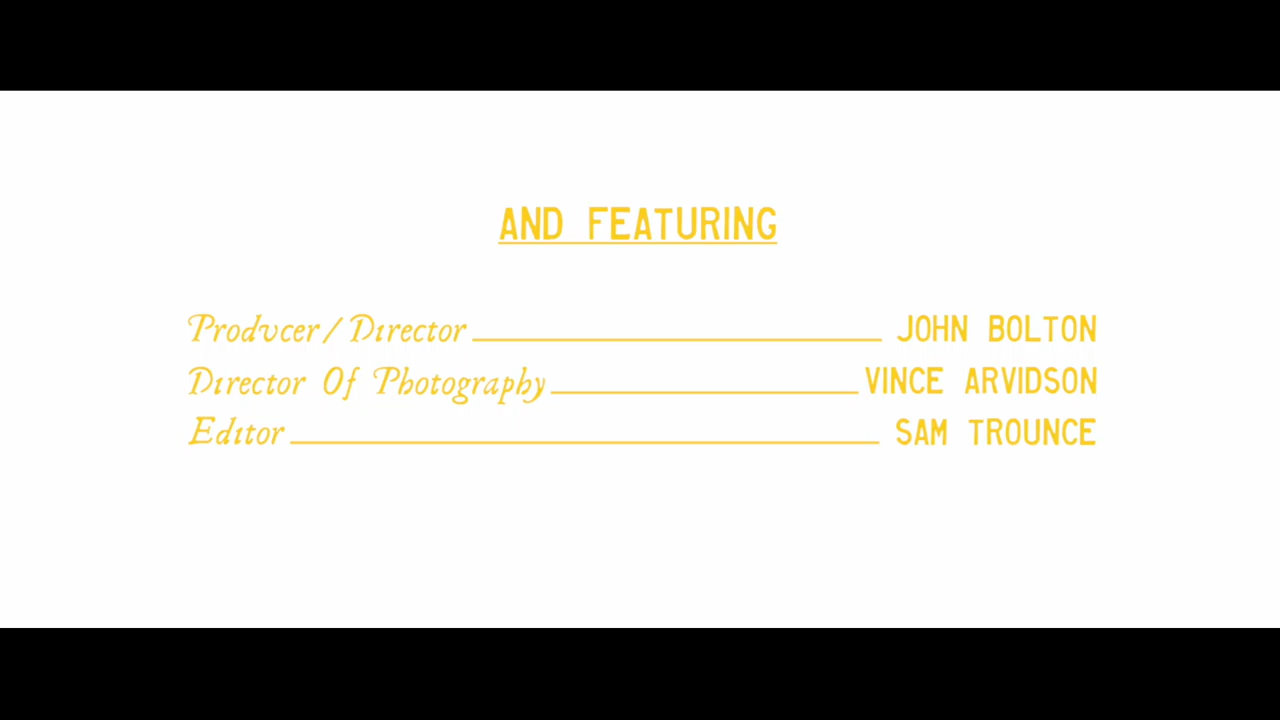 AND FEATURING
Producer/Director JOHN BOLTON
Director Of Photography VINCE ARVIDSON
Editor SAM TROUNCE